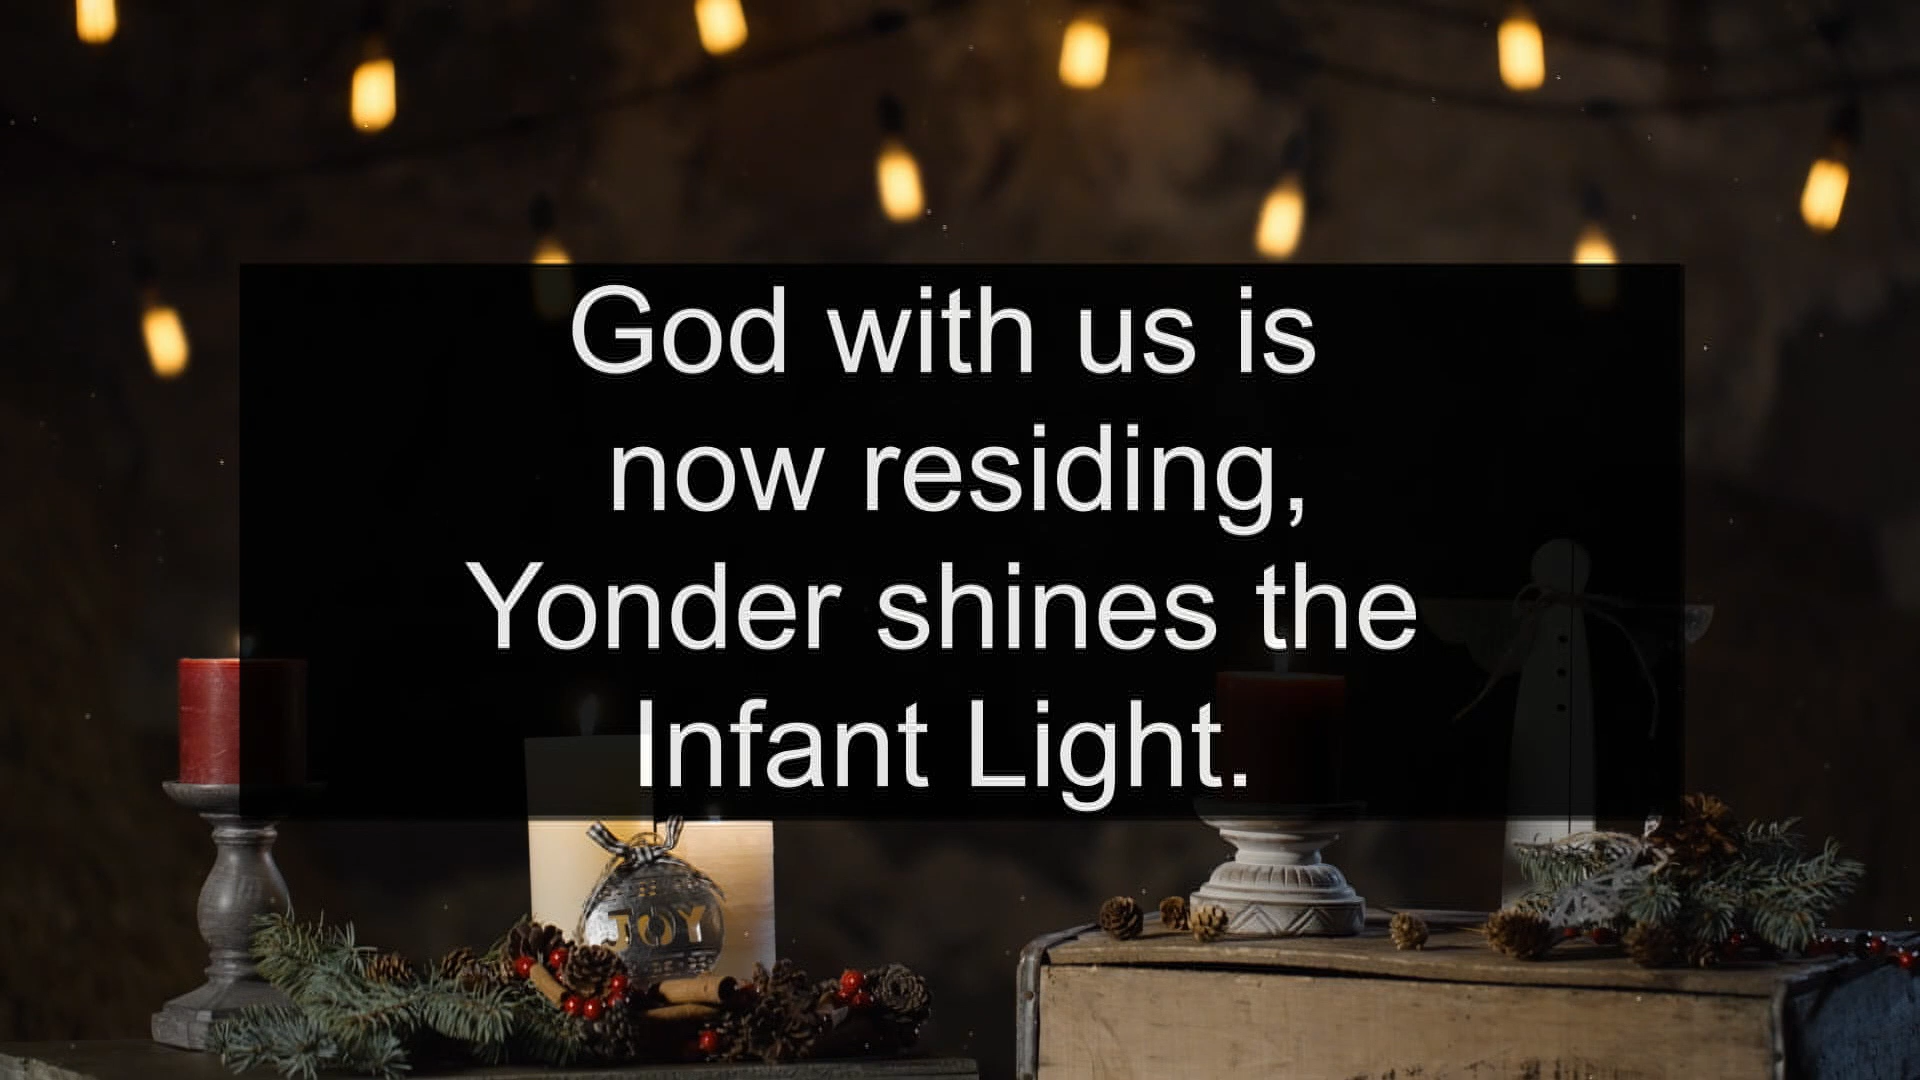 God with us is
now residing,
Yonder shines the
Infant Light.
JOY